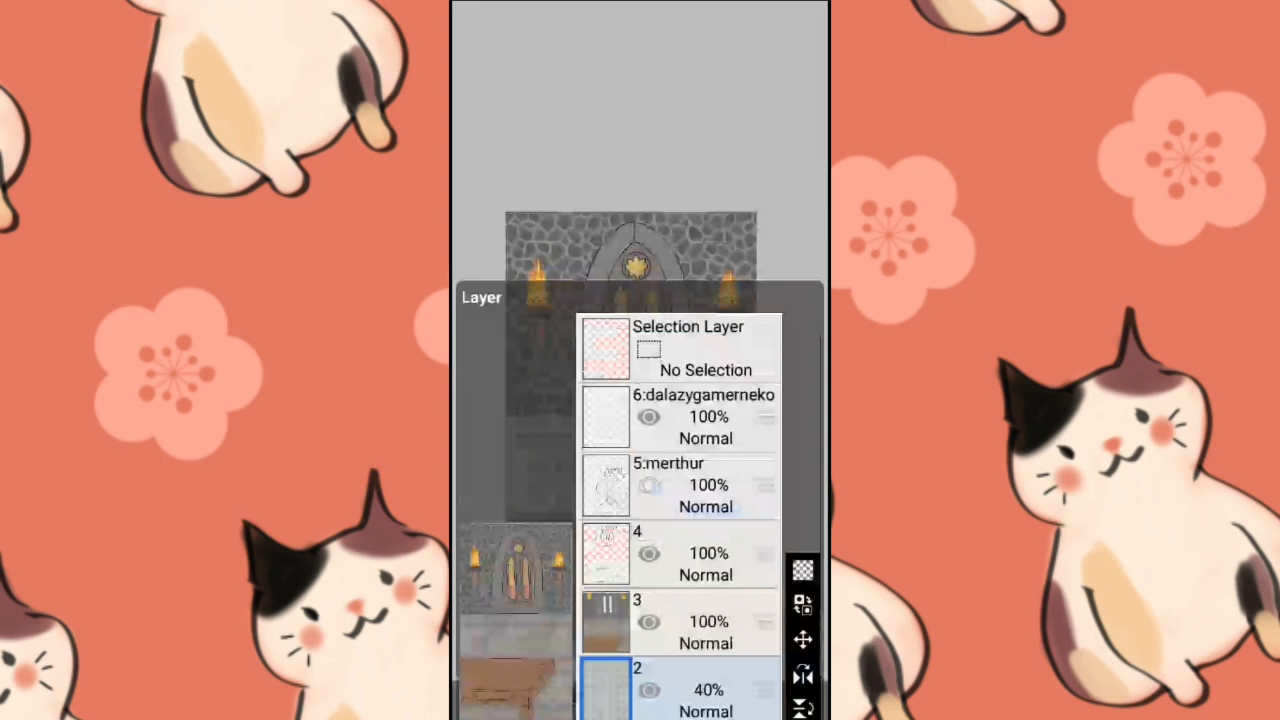 Layer
Selection Layer
No Selection
6:dalazygamerneko
100%
Normal
5:merthur
100%
Normal
4
100%
Normal
3
100%
Normal
2
40%
Normal